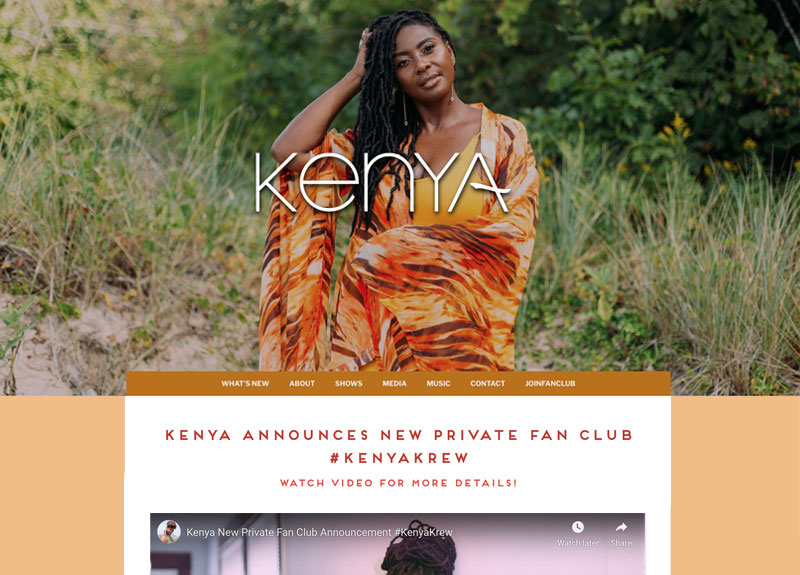 KENYA
WHAT'S NEW ABOUT SHOWS MEDIA MUSIC CONTACT JOINFANCLUB
KENYA ANNOUNCES NEW PRIVATE FAN CLUB
#KENYAKREW
WATCH VIDEO FOR MORE DETAILS!
Kenya New Private Fan Club Announcement #KenyaKrew
Watch later Share